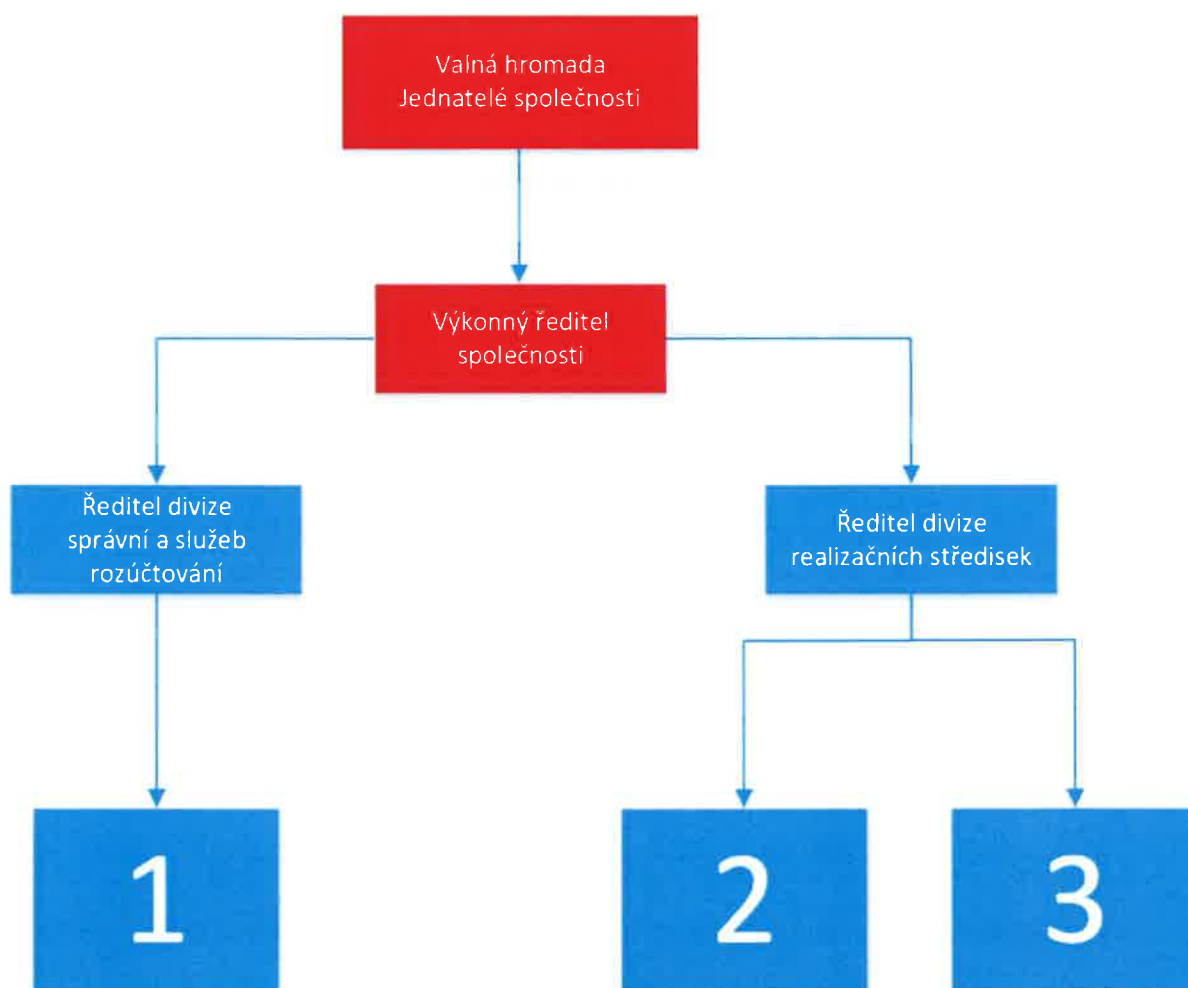 Valná hromada
Jednatelé společnosti
Výkonný ředitel
společnosti
Ředitel divize
správní a služeb
rozúčtování
Ředitel divize
realizačních středisek
1
2
3